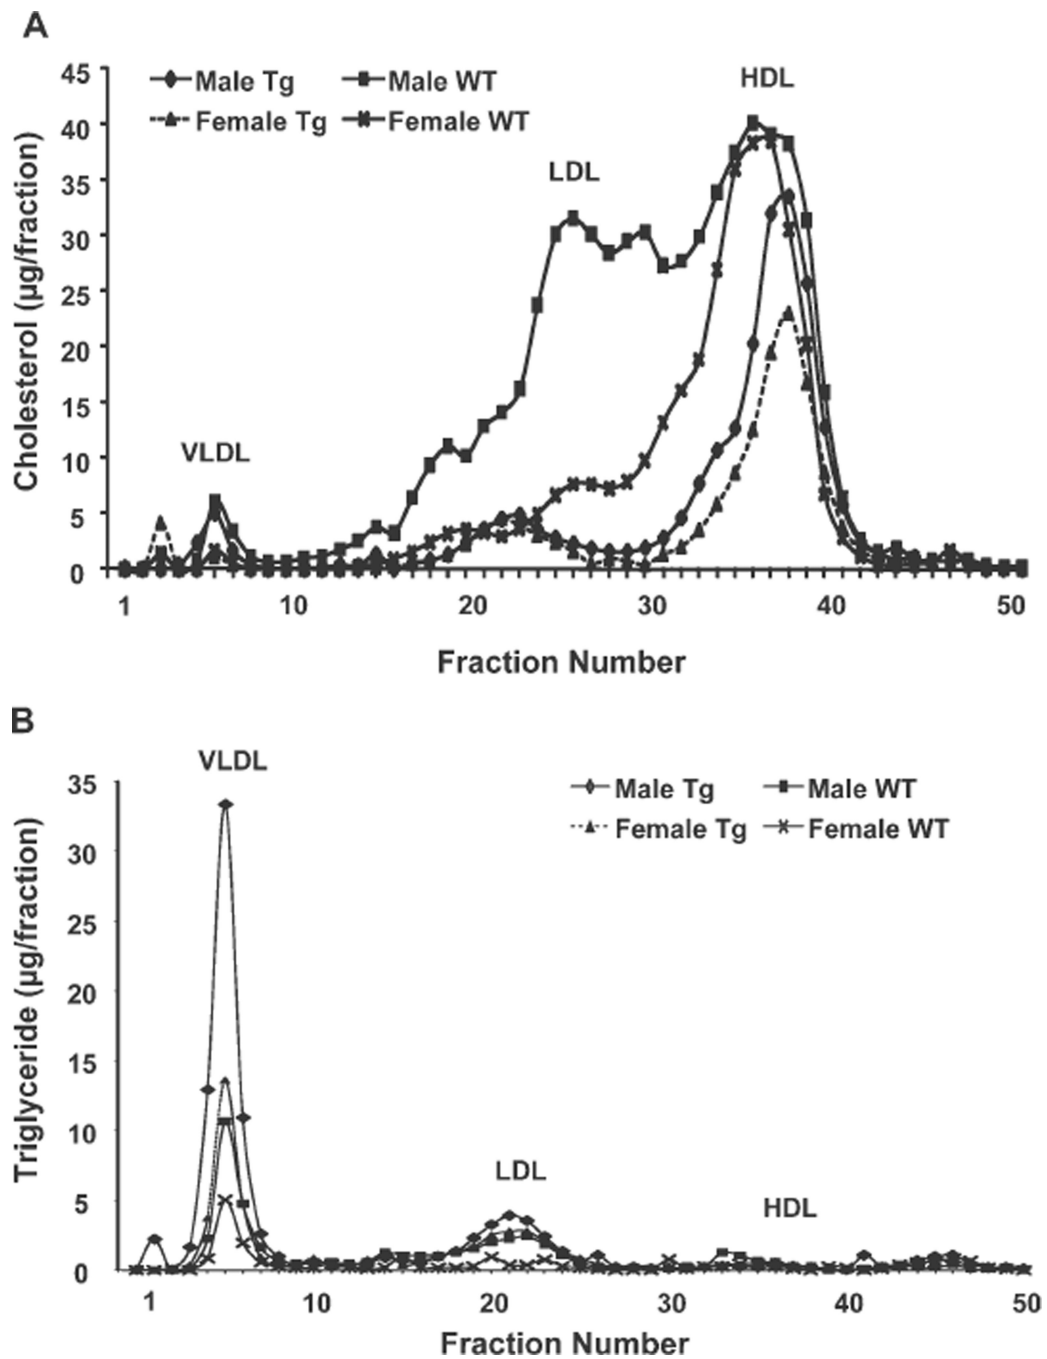 A
45
40
35
30
25
20
15
10
5
0
Cholesterol (µg/fraction)
Male Tg
Male WT
Female Tg
Female WT
VLDL
LDL
HDL
1 10 20 30 40 50
Fraction Number
B
35
30
25
20
15
10
5
0
Triglyceride (µg/fraction)
VLDL
Male Tg
Male WT
Female Tg
Female WT
LDL
HDL
1 10 20 30 40 50
Fraction Number